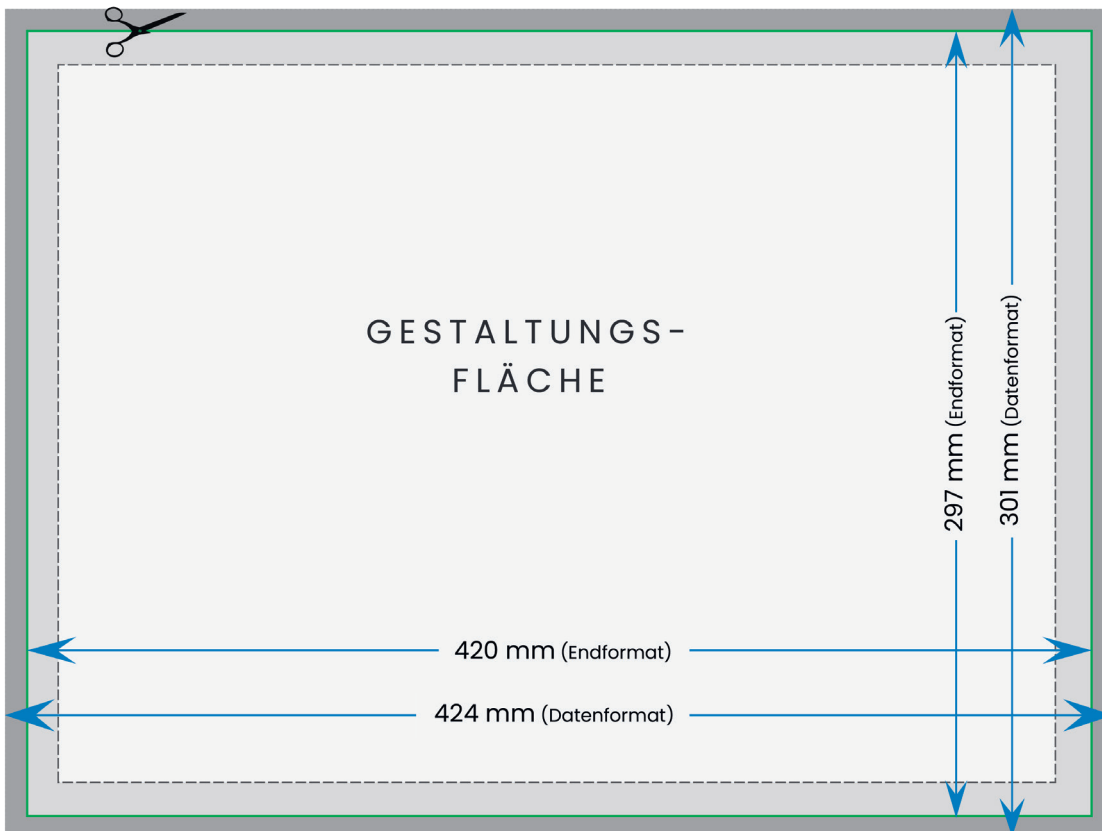 GESTALTUNGS-
FLÄCHE
297 mm (Endformat)
301 mm (Datenformat)
420 mm (Endformat)
424 mm (Datenformat)